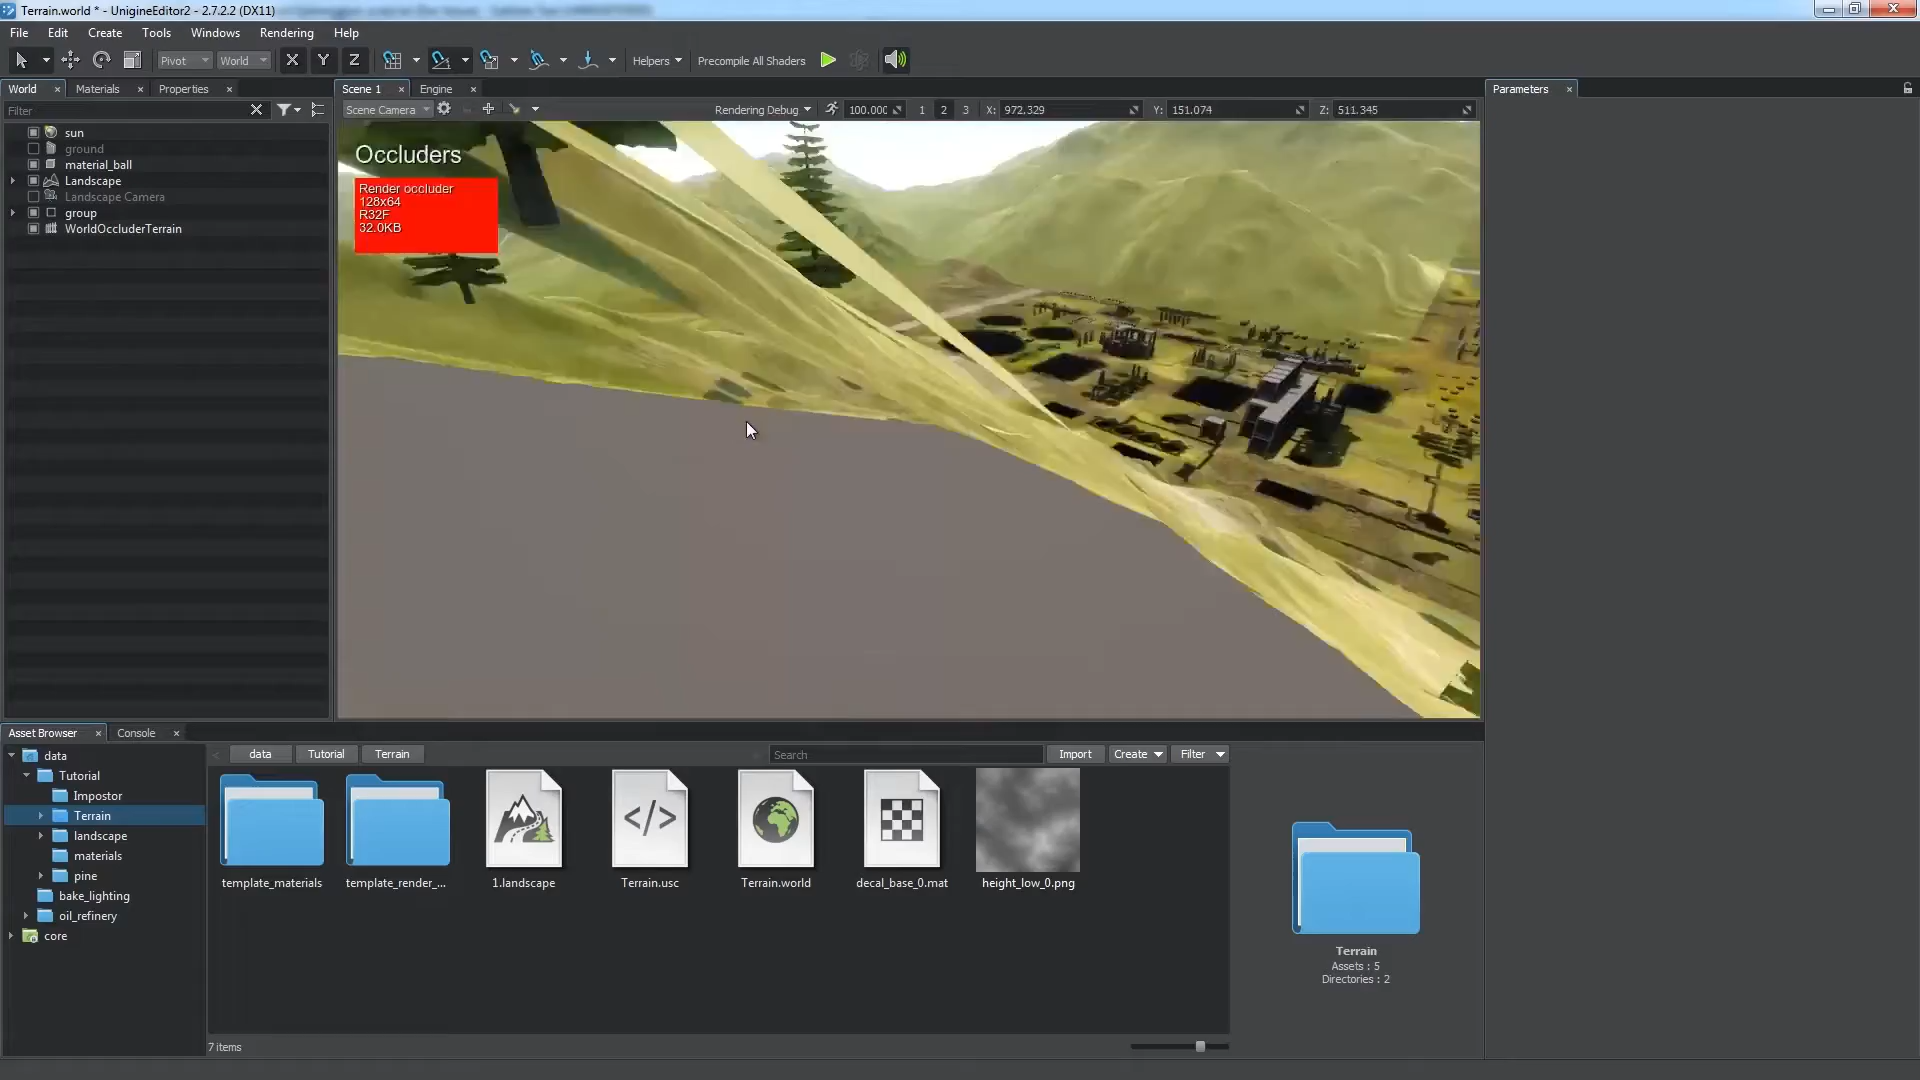 Terrain.world * - UnigineEditor2 - 2.7.2.2 (DX11)
File Edit Create Tools Windows Rendering Help
Pivot World X Y Z Helpers Precompile All Shaders
World Materials Properties
Scene 1 Engine
Parameters
Filter
Scene Camera Rendering Debug 100.000 1 2 3 X: 972.329 Y: 151.074 Z: 511.345
sun
ground
material_ball
Landscape
Landscape Camera
group
WorldOccluderTerrain
Occluders
Render occluder
128x64
R32F
32.0KB
Asset Browser Console
data
Tutorial
Impostor
Terrain
landscape
materials
pine
bake_lighting
oil_refinery
core
data Tutorial Terrain Search Import Create Filter
template_materials template_render_... 1.landscape Terrain.usc Terrain.world decal_base_0.mat height_low_0.png
Terrain
Assets : 5
Directories : 2
7 items